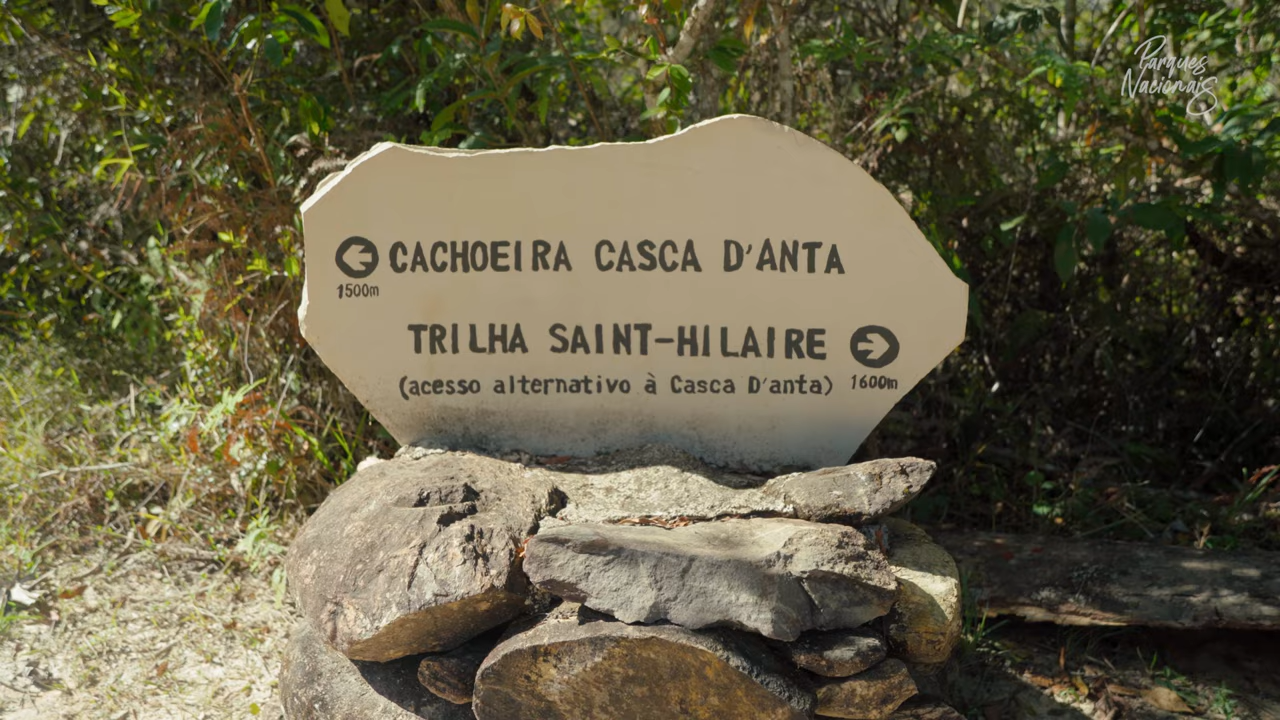 Parques
Nacionais
CACHOEIRA CASCA D'ANTA
1500m
TRILHA SAINT-HILAIRE
(acesso alternativo à Casca D'anta)
1600m